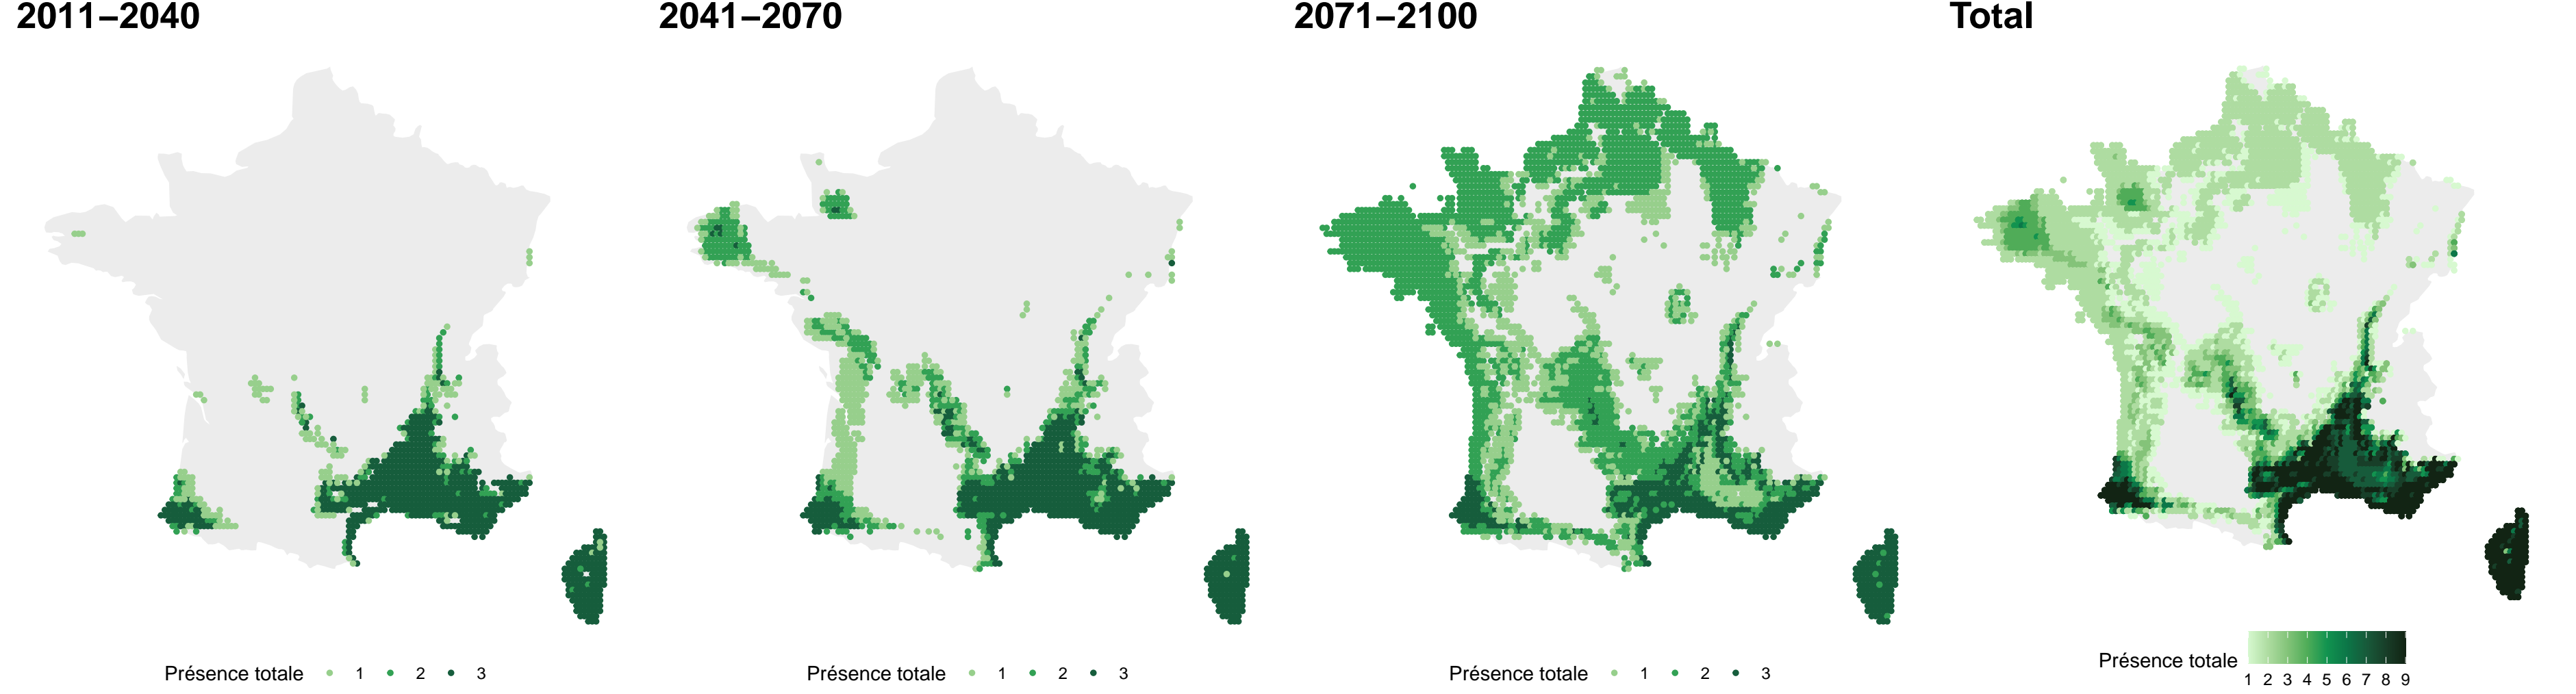 2011–2040
2041–2070
2071–2100
Total
Présence totale 1 2 3
Présence totale 1 2 3
Présence totale 1 2 3
Présence totale
1 2 3 4 5 6 7 8 9